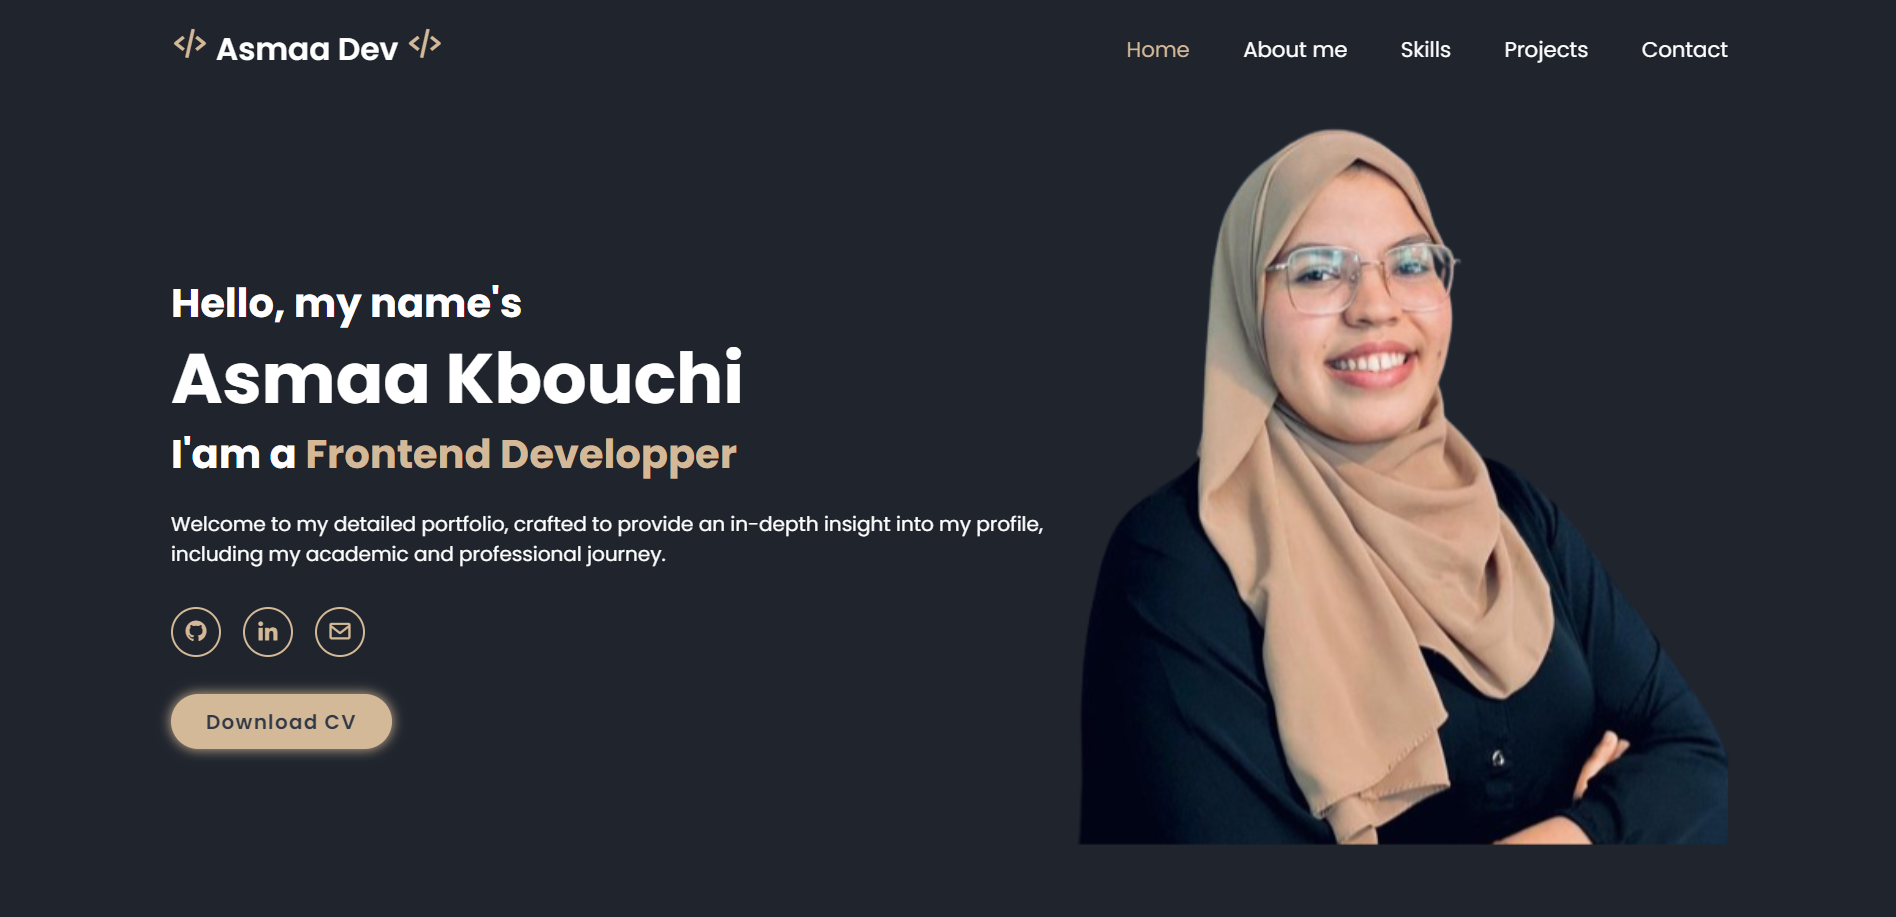 </> Asmaa Dev </>
Home About me Skills Projects Contact
Hello, my name's
Asmaa Kbouchi
I'am a Frontend Developper
Welcome to my detailed portfolio, crafted to provide an in-depth insight into my profile,
including my academic and professional journey.
in
Download CV